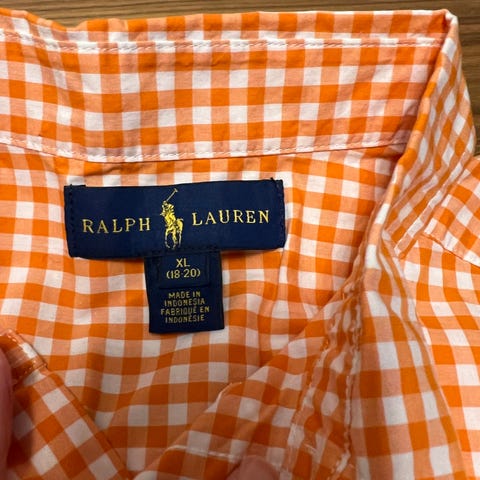 RALPH LAUREN
XL
(18-20)
MADE IN
INDONESIA
FABRIQUÉ EN
INDONÉSIE